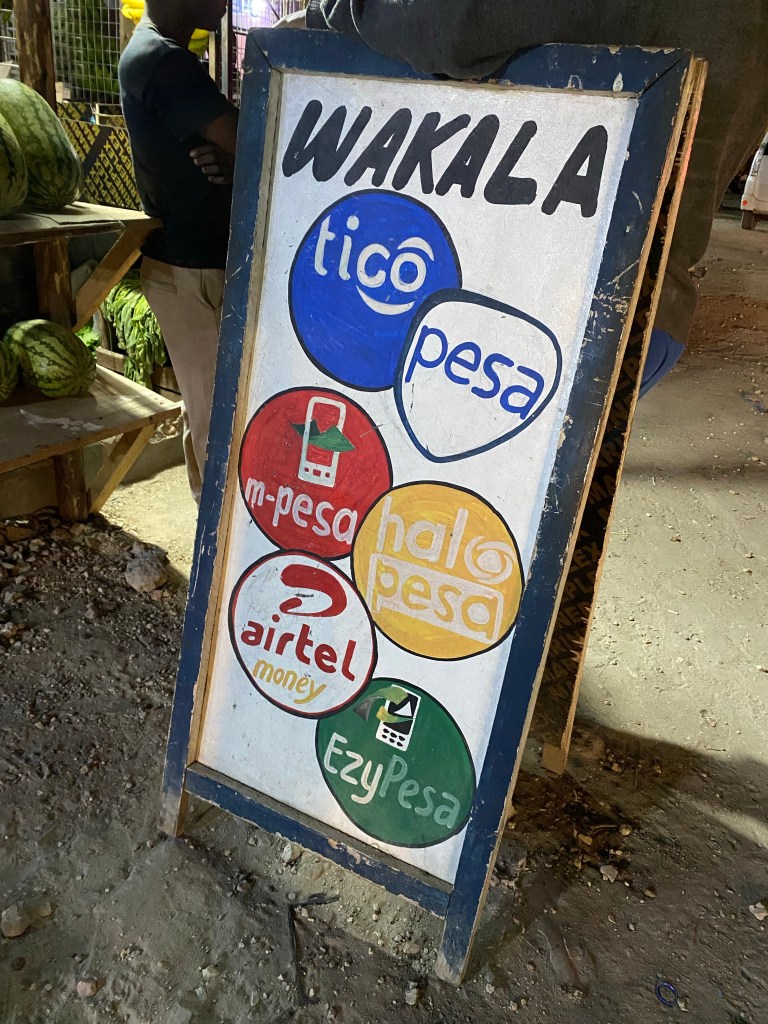 WAKALA
tigo
pesa
m-pesa
halo
pesa
airtel
money
EzyPesa